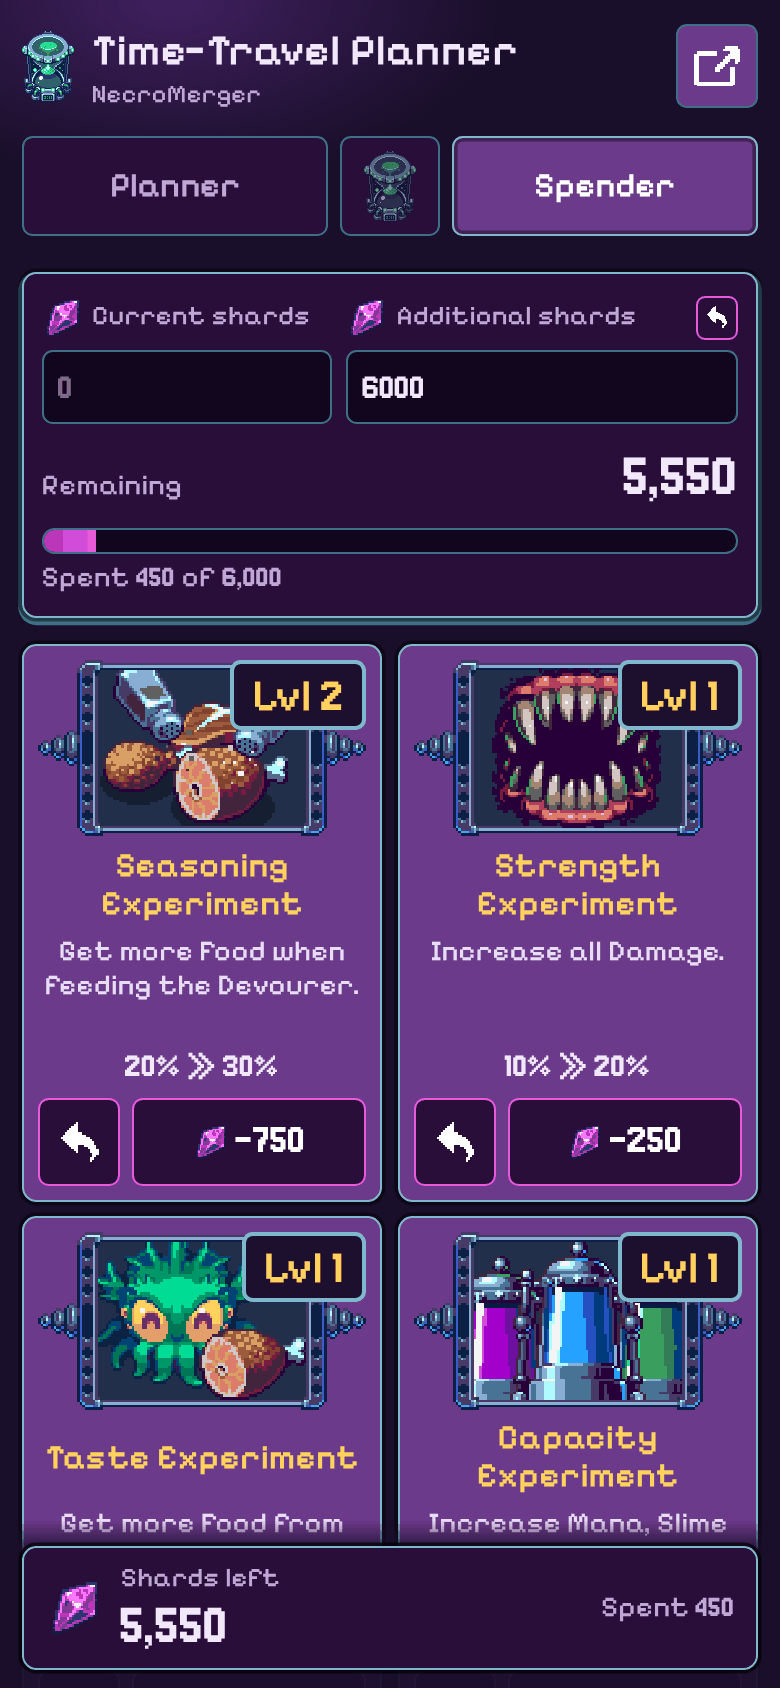 Time-Travel Planner
NecroMerger
Planner
Spender
Current shards
Additional shards
0
6000
Remaining
5,550
Spent 450 of 6,000
Lvl 2
Seasoning
Experiment
Get more Food when
Feeding the Devourer.
20% >> 30%
-750
Lvl 1
Strength
Experiment
Increase all Damage.
10% >> 20%
-250
Lvl 1
Taste Experiment
Get more Food from
Lvl 1
Capacity
Experiment
Increase Mana, Slime
Shards left
5,550
Spent 450